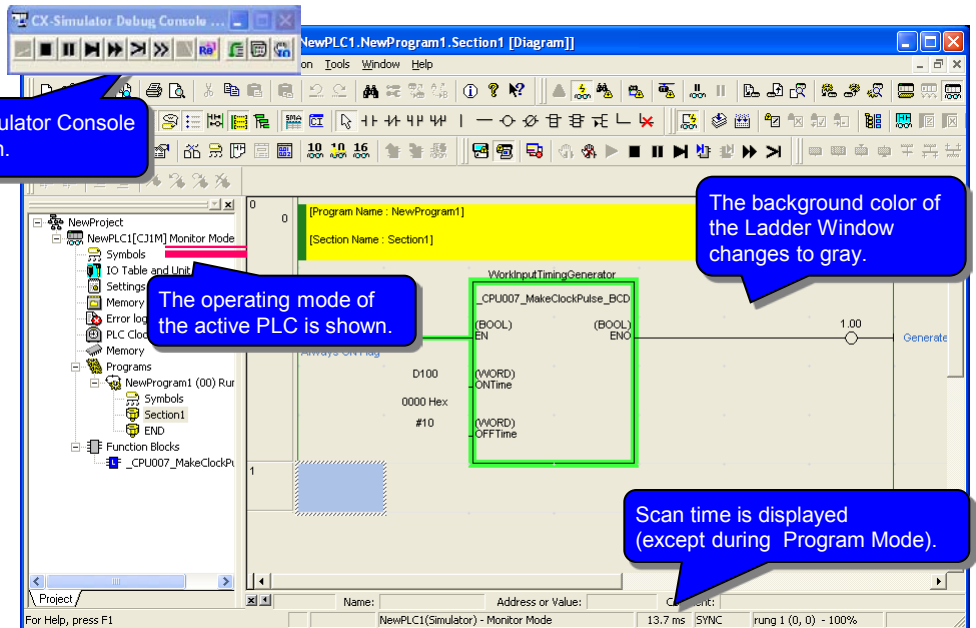 CX-Simulator Debug Console ...
NewPLC1.NewProgram1.Section1 [Diagram]]
on Tools Window Help
ulator Console
n.
10 10 16
NewProject
NewPLC1[CJ1M] Monitor Mode
Symbols
IO Table and Unit
Settings
Memory
Error log
PLC Cloc
Memory
Programs
NewProgram1 (00) Rur
Symbols
Section1
END
Function Blocks
_CPU007_MakeClockPu
Project
0
0
[Program Name : NewProgram1]
[Section Name : Section1]
The background color of
the Ladder Window
changes to gray.
The operating mode of
the active PLC is shown.
WorkInputTimingGenerator
_CPU007_MakeClockPulse_BCD
(BOOL) (BOOL)
EN ENO
1.00
Generate
Always ON Flag
D100 (WORD)
ONTime
0000 Hex
#10 (WORD)
OFFTime
1
Scan time is displayed
(except during Program Mode).
Name: Address or Value: ment:
For Help, press F1 NewPLC1(Simulator) - Monitor Mode 13.7 ms SYNC rung 1 (0, 0) - 100%